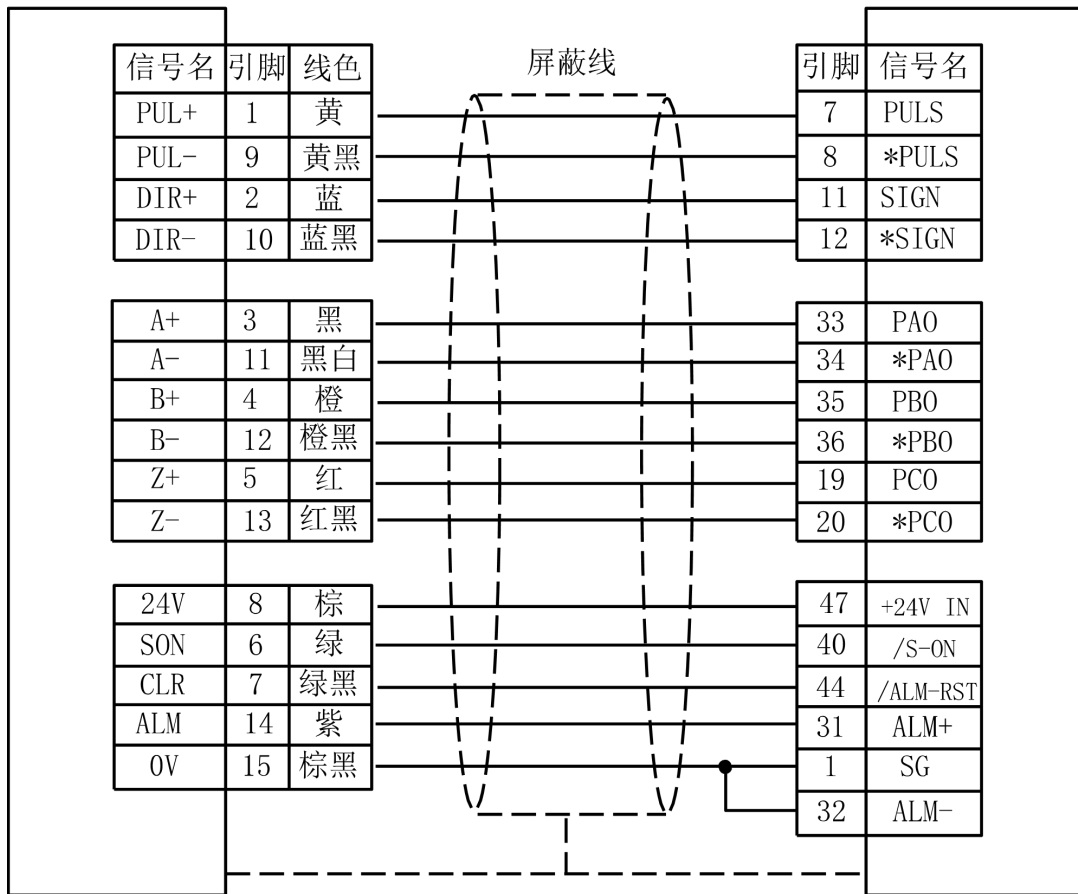 屏蔽线
信号名 引脚 线色 引脚 信号名
PUL+ 1 黄 7 PULS
PUL- 9 黄黑 8 *PULS
DIR+ 2 蓝 11 SIGN
DIR- 10 蓝黑 12 *SIGN
A+ 3 黑 33 PAO
A- 11 黑白 34 *PAO
B+ 4 橙 35 PBO
B- 12 橙黑 36 *PBO
Z+ 5 红 19 PCO
Z- 13 红黑 20 *PCO
24V 8 棕 47 +24V IN
SON 6 绿 40 /S-ON
CLR 7 绿黑 44 /ALM-RST
ALM 14 紫 31 ALM+
0V 15 棕黑 1 SG
32 ALM-